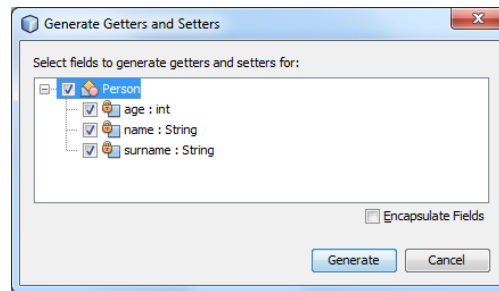 Generate Getters and Setters
Select fields to generate getters and setters for:
Person
age : int
name : String
surname : String
Encapsulate Fields
Generate Cancel